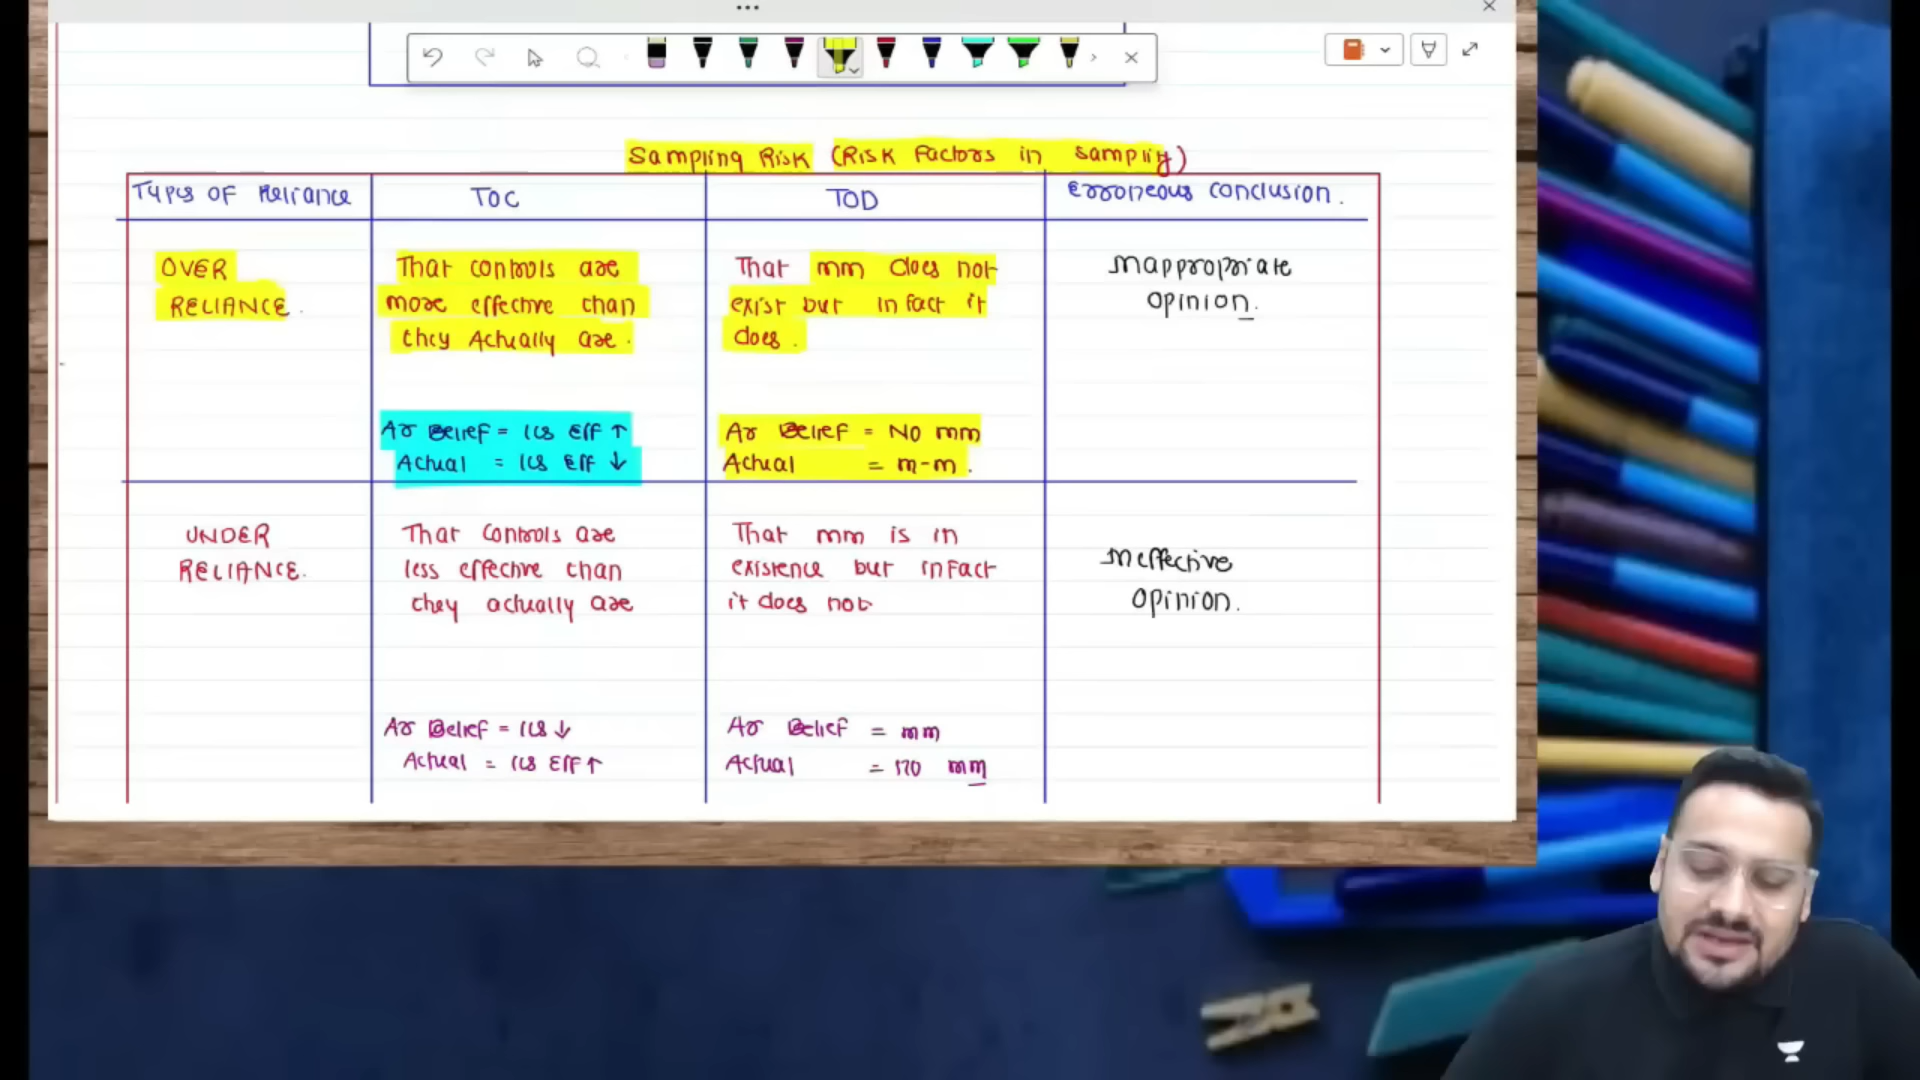 Sampling Risk (Risk Factors in sampling)
Types OF Reliance
TOC
TOD
erroneous conclusion.
OVER
RELIANCE.
That controls are
more effective than
they Actually are.
Ar Belief = ICS Eff ↑
Actual = ICS Eff ↓
That mm does not
exist but infact it
does.
Ar Belief = No mm
Actual = m-m.
Inappropriate
opinion.
UNDER
RELIANCE.
That controls are
less effective than
they actually are
Ar Belief = ICS ↓
Actual = ICS Eff ↑
That mm is in
existence but infact
it does not
Ar Belief = mm
Actual = no mm
Ineffective
opinion.